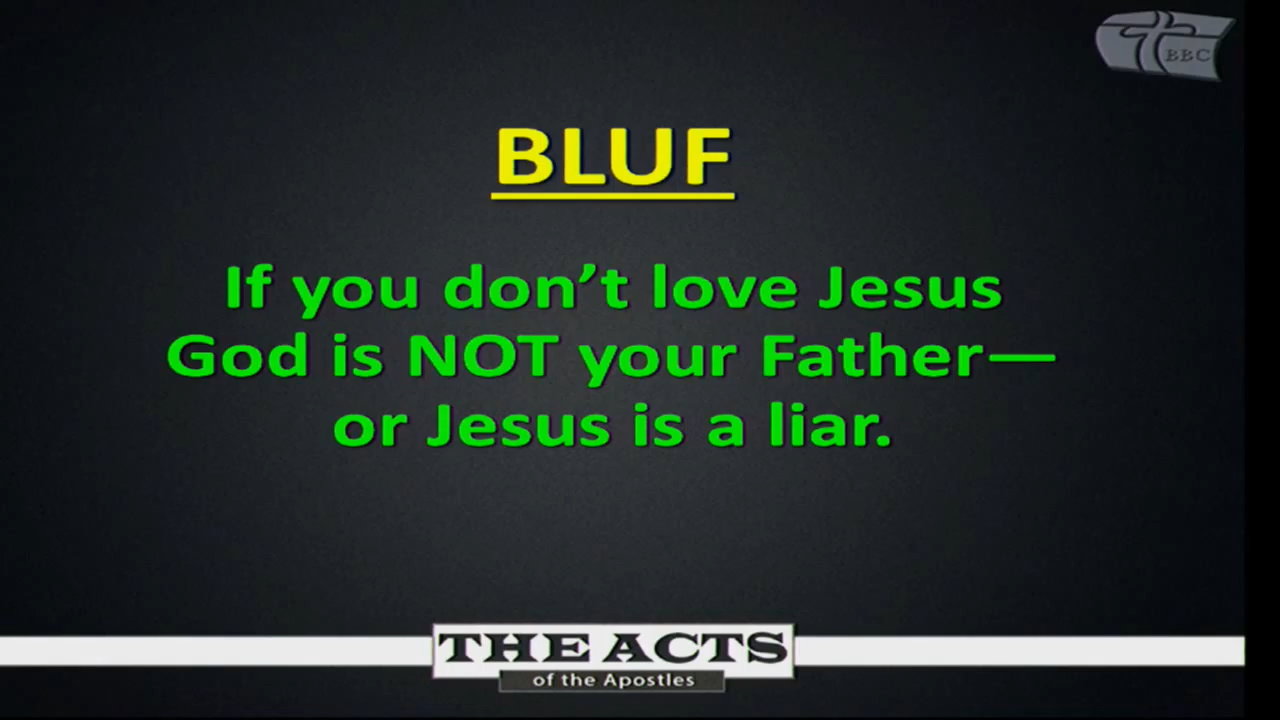 BBC
BLUF
If you don’t love Jesus
God is NOT your Father—
or Jesus is a liar.
THE ACTS
of the Apostles